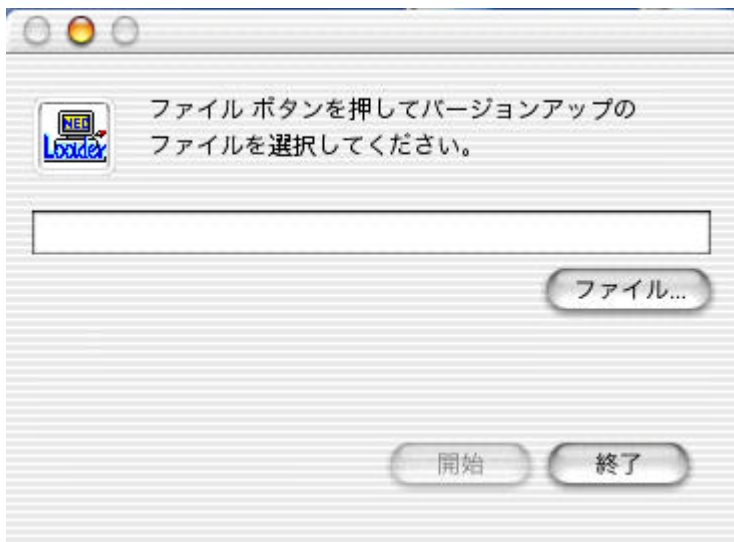 NEC
Loader
ファイル ボタンを押してバージョンアップの
ファイルを選択してください。
ファイル...
開始
終了